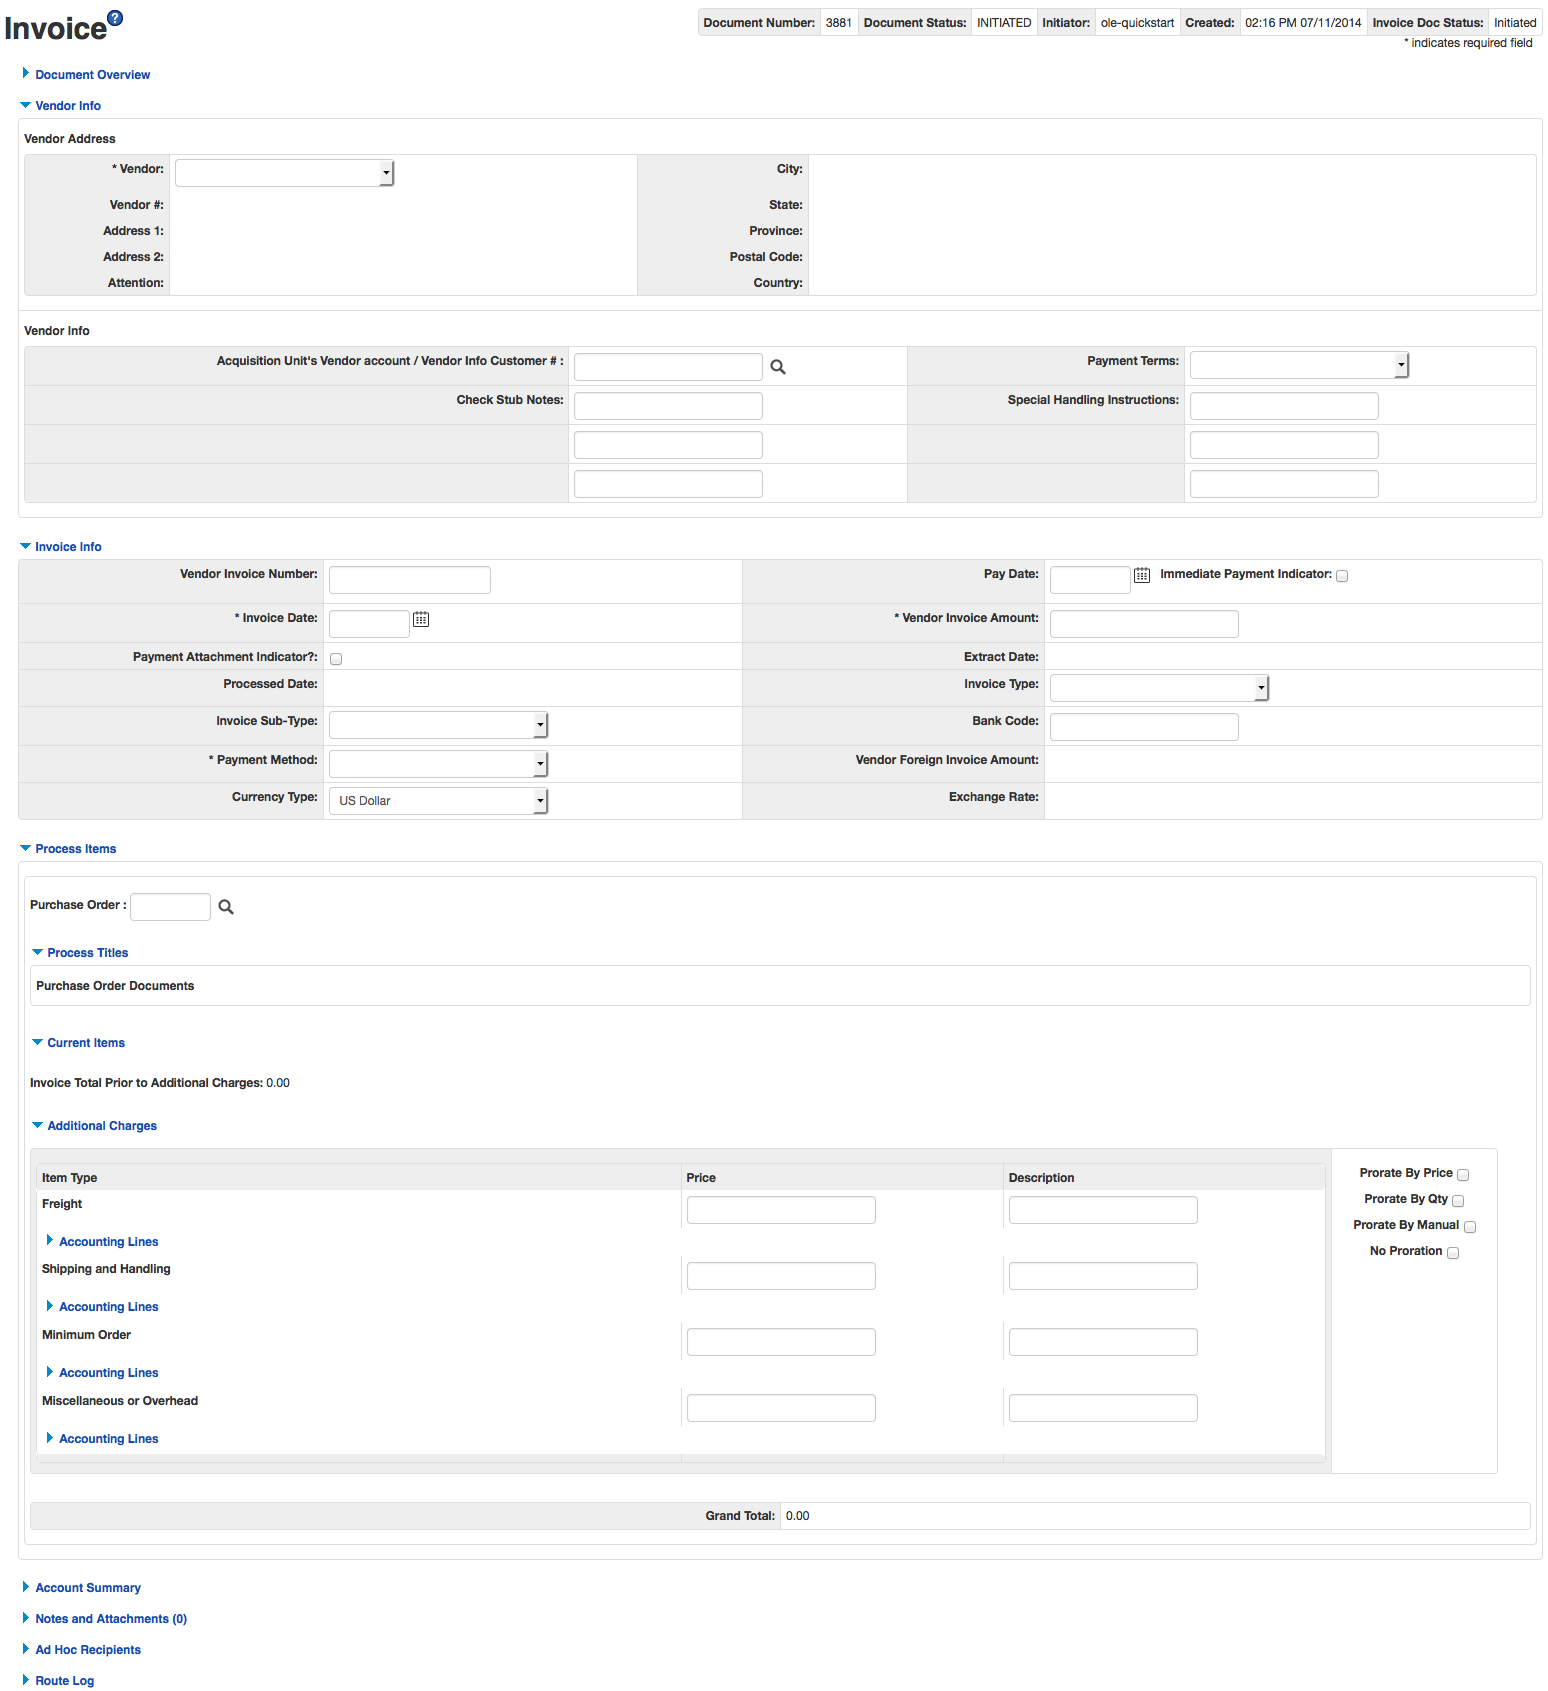 Invoice?
Document Number: 3881 Document Status: INITIATED Initiator: ole-quickstart Created: 02:16 PM 07/11/2014 Invoice Doc Status: Initiated
* indicates required field
Document Overview
Vendor Info
Vendor Address
* Vendor: City:
Vendor #: State:
Address 1: Province:
Address 2: Postal Code:
Attention: Country:
Vendor Info
Acquisition Unit's Vendor account / Vendor Info Customer # : Payment Terms:
Check Stub Notes: Special Handling Instructions:
Invoice Info
Vendor Invoice Number: Pay Date: Immediate Payment Indicator:
* Invoice Date: * Vendor Invoice Amount:
Payment Attachment Indicator?: Extract Date:
Processed Date: Invoice Type:
Invoice Sub-Type: Bank Code:
* Payment Method: Vendor Foreign Invoice Amount:
Currency Type: US Dollar Exchange Rate:
Process Items
Purchase Order :
Process Titles
Purchase Order Documents
Current Items
Invoice Total Prior to Additional Charges: 0.00
Additional Charges
Item Type Price Description
Prorate By Price
Prorate By Qty
Prorate By Manual
No Proration
Freight
Accounting Lines
Shipping and Handling
Accounting Lines
Minimum Order
Accounting Lines
Miscellaneous or Overhead
Accounting Lines
Grand Total: 0.00
Account Summary
Notes and Attachments (0)
Ad Hoc Recipients
Route Log